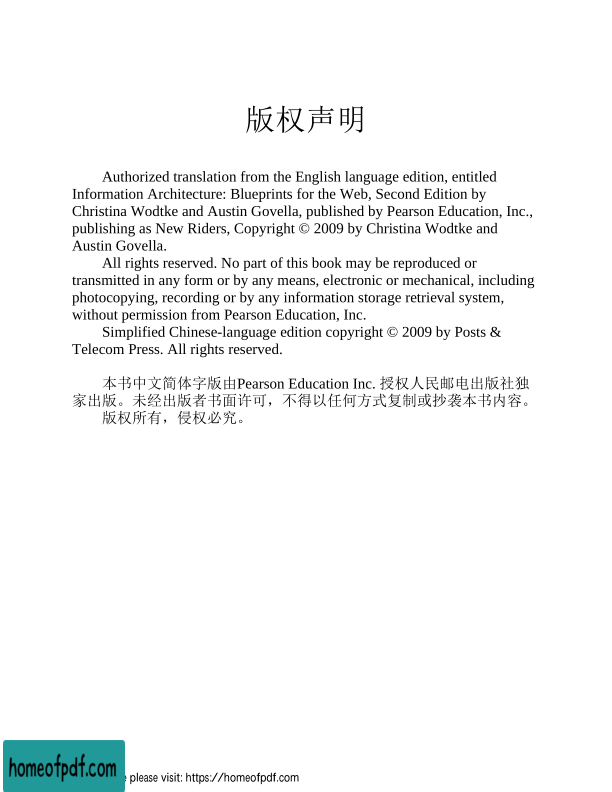 版权声明
Authorized translation from the English language edition, entitled
Information Architecture: Blueprints for the Web, Second Edition by
Christina Wodtke and Austin Govella, published by Pearson Education, Inc.,
publishing as New Riders, Copyright © 2009 by Christina Wodtke and
Austin Govella.
All rights reserved. No part of this book may be reproduced or
transmitted in any form or by any means, electronic or mechanical, including
photocopying, recording or by any information storage retrieval system,
without permission from Pearson Education, Inc.
Simplified Chinese-language edition copyright © 2009 by Posts &
Telecom Press. All rights reserved.
本书中文简体字版由Pearson Education Inc. 授权人民邮电出版社独
家出版。未经出版者书面许可，不得以任何方式复制或抄袭本书内容。
版权所有，侵权必究。
homeofpdf.com
please visit: https://homeofpdf.com